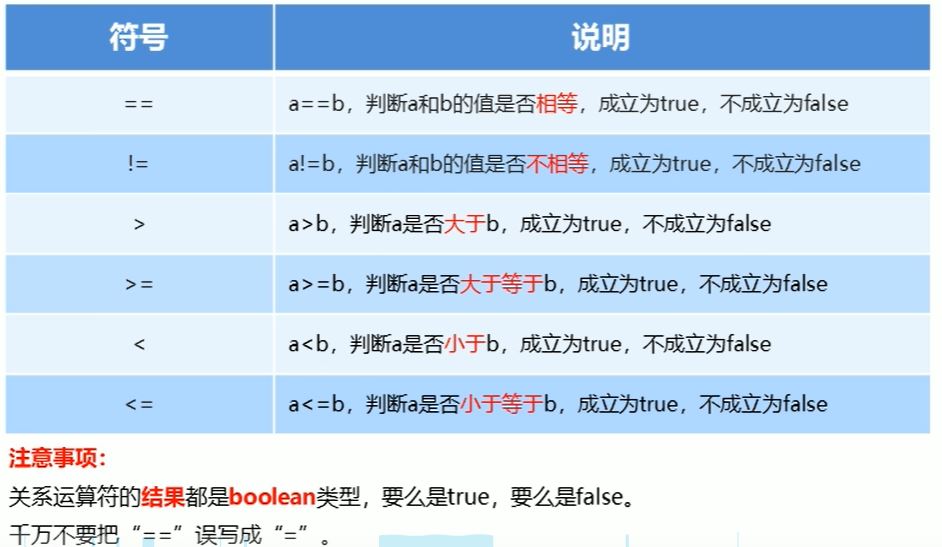 符号 说明
== a==b，判断a和b的值是否相等，成立为true，不成立为false
!= a!=b，判断a和b的值是否不相等，成立为true，不成立为false
> a>b，判断a是否大于b，成立为true，不成立为false
>= a>=b，判断a是否大于等于b，成立为true，不成立为false
< a<b，判断a是否小于b，成立为true，不成立为false
<= a<=b，判断a是否小于等于b，成立为true，不成立为false
注意事项：
关系运算符的结果都是boolean类型，要么是true，要么是false。
千万不要把“==”误写成“=”。